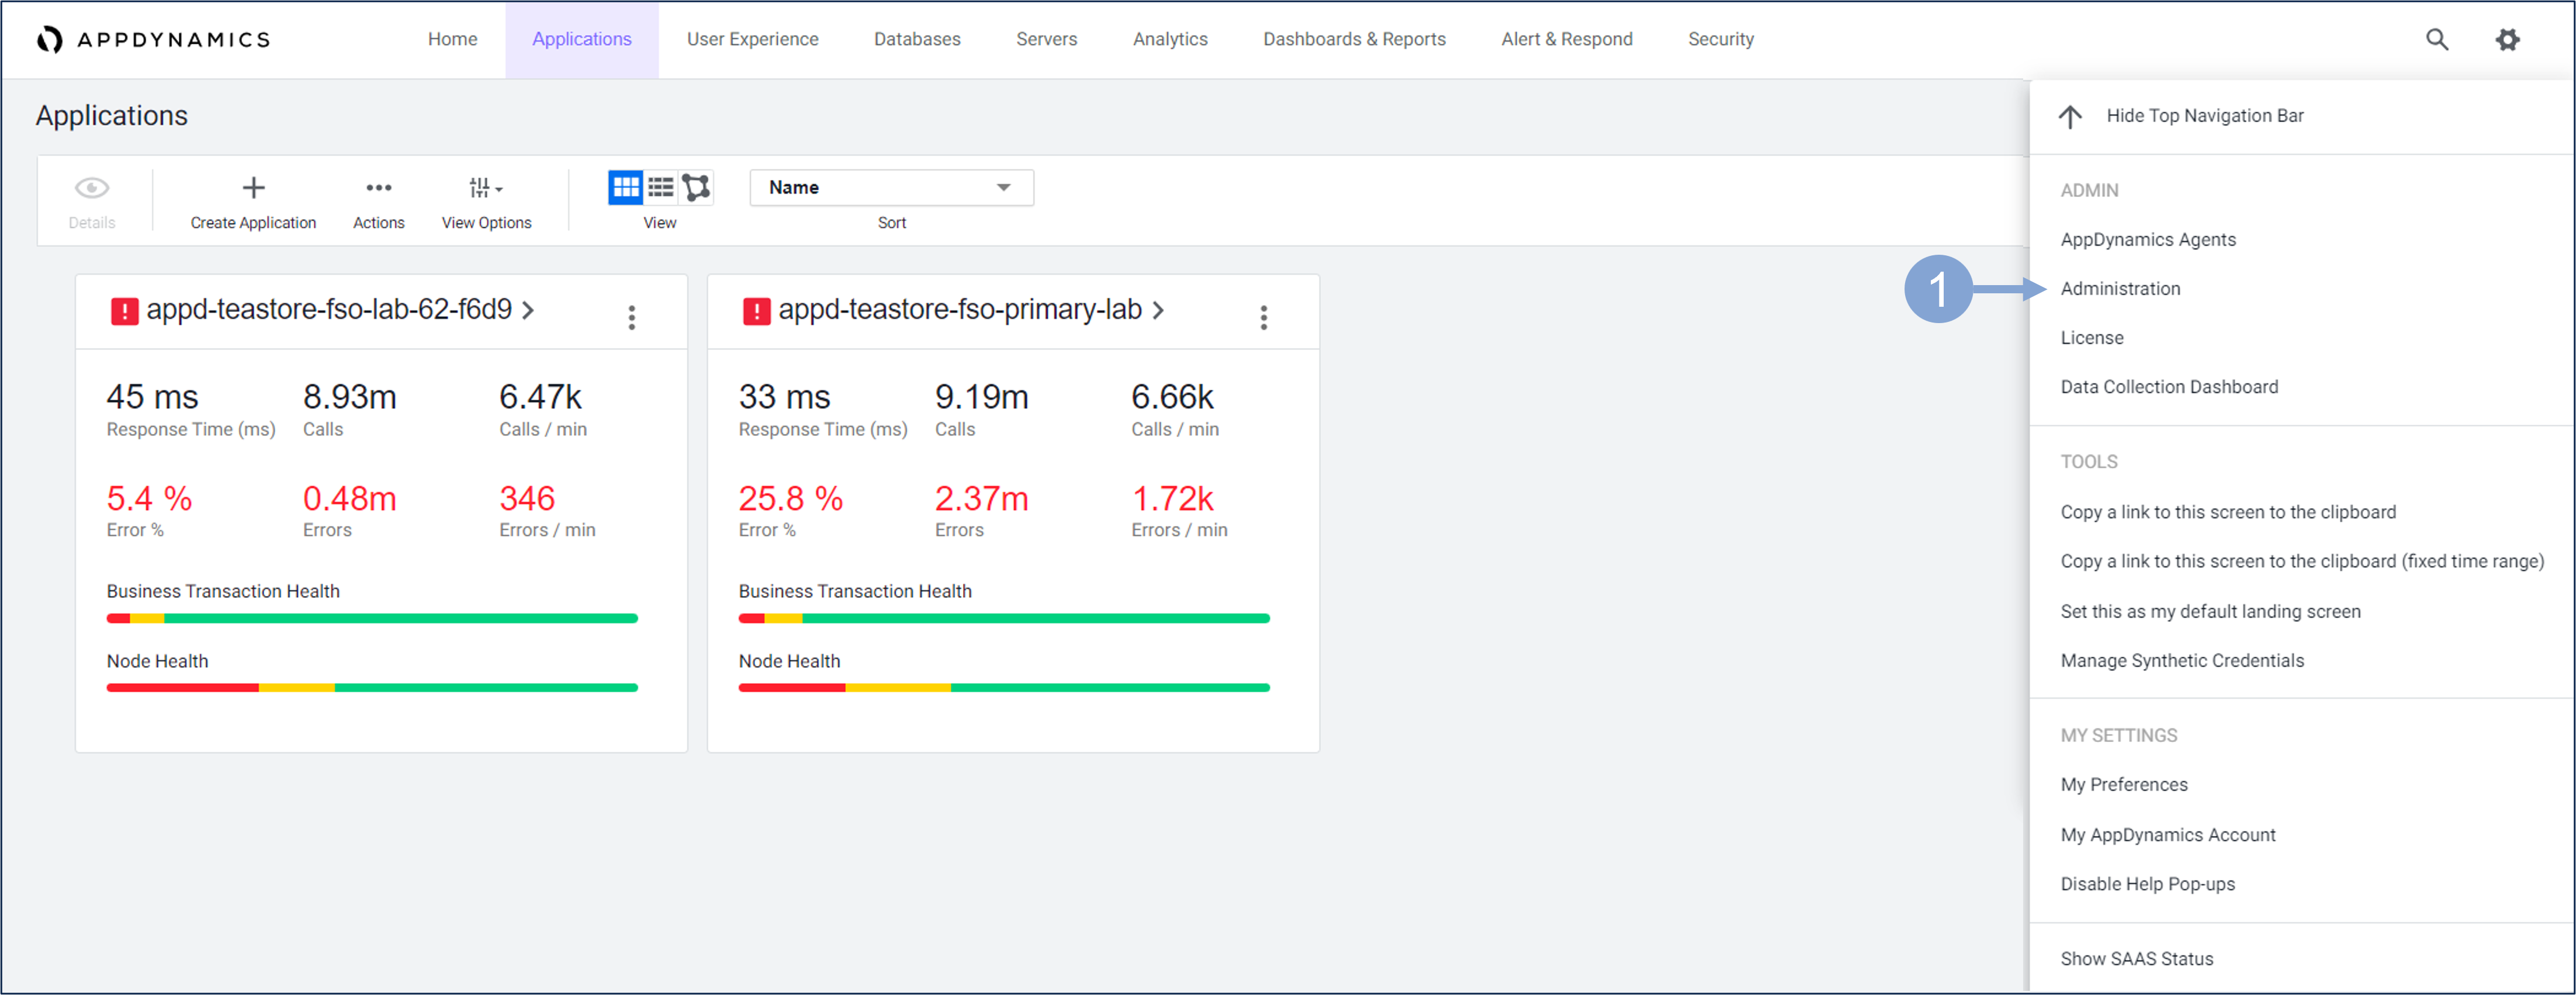 APPDYNAMICS
Home
Applications
User Experience
Databases
Servers
Analytics
Dashboards & Reports
Alert & Respond
Security
Applications
Details
Create Application
Actions
View Options
View
Name
Sort
appd-teastore-fso-lab-62-f6d9
45 ms
8.93m
6.47k
Response Time (ms)
Calls
Calls / min
5.4 %
0.48m
346
Error %
Errors
Errors / min
Business Transaction Health
Node Health
appd-teastore-fso-primary-lab
33 ms
9.19m
6.66k
Response Time (ms)
Calls
Calls / min
25.8 %
2.37m
1.72k
Error %
Errors
Errors / min
Business Transaction Health
Node Health
Hide Top Navigation Bar
ADMIN
AppDynamics Agents
1
Administration
License
Data Collection Dashboard
TOOLS
Copy a link to this screen to the clipboard
Copy a link to this screen to the clipboard (fixed time range)
Set this as my default landing screen
Manage Synthetic Credentials
MY SETTINGS
My Preferences
My AppDynamics Account
Disable Help Pop-ups
Show SAAS Status